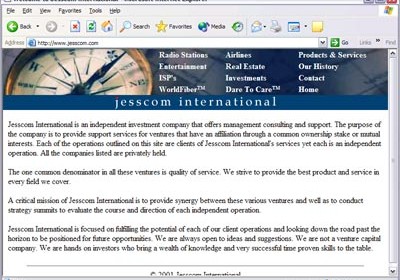 File Edit View Favorites Tools Help
Back Search Favorites Media
Address http://www.jesscom.com Go Links
Radio Stations Airlines Products & Services
Entertainment Real Estate Our History
ISP's Investments Contact
WorldFiber™ Dare To Care™ Home
jesscom international
Jesscom International is an independent investment company that offers management consulting and support. The purpose of
the company is to provide support services for ventures that have an affiliation through a common ownership stake or mutual
interests. Each of the operations outlined on this site are clients of Jesscom International's services yet each is an independent
operation. All the companies listed are privately held.
The one common denominator in all these ventures is quality of service. We strive to provide the best product and service in
every field we cover.
A critical mission of Jesscom International is to provide synergy between these various ventures and well as to conduct
strategy summits to evaluate the course and direction of each independent operation.
Jesscom International is focused on fulfilling the potential of each of our client operations and looking down the road past the
horizon to be positioned for future opportunities. We are always open to ideas and suggestions. We are not a venture capital
company. We are hands on investors who bring a wealth of knowledge and very successful time proven skills to the table.
© 2001 Jesscom International